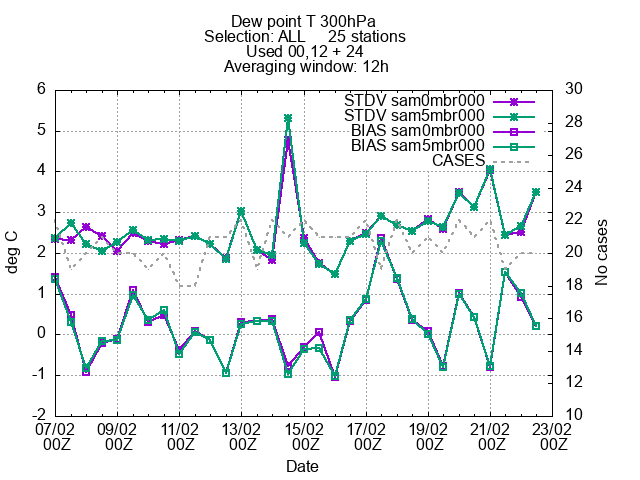 Dew point T 300hPa
Selection: ALL 25 stations
Used 00,12 + 24
Averaging window: 12h
STDV sam0mbr000
STDV sam5mbr000
BIAS sam0mbr000
BIAS sam5mbr000
CASES
6
5
4
3
2
1
0
-1
-2
deg C
30
28
26
24
22
20
18
16
14
12
10
No cases
07/02 09/02 11/02 13/02 15/02 17/02 19/02 21/02 23/02
00Z 00Z 00Z 00Z 00Z 00Z 00Z 00Z 00Z
Date